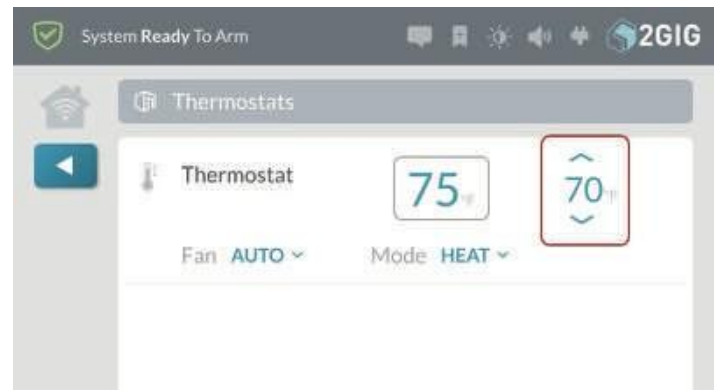 System Ready To Arm
2GIG
Thermostats
Thermostat
75°F
70°F
Fan AUTO
Mode HEAT